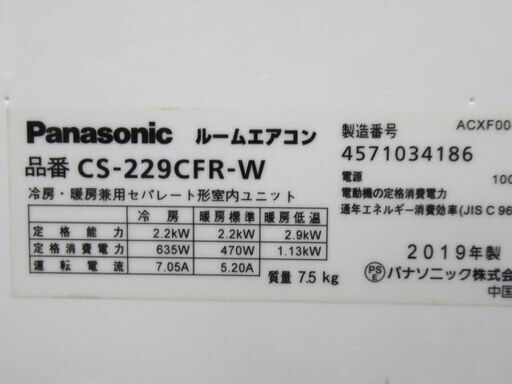 Panasonic ルームエアコン
品番 CS-229CFR-W
冷房・暖房兼用セパレート形室内ユニット
冷房 暖房標準 暖房低温
定格能力 2.2kW 2.2kW 2.9kW
定格消費電力 635W 470W 1.13kW
運転電流 7.05A 5.20A
質量 7.5 kg
ACXF00
製造番号
4571034186
電源 100
電動機の定格消費電力
通年エネルギー消費効率(JIS C 96
2019年製
PSE パナソニック株式会
中国